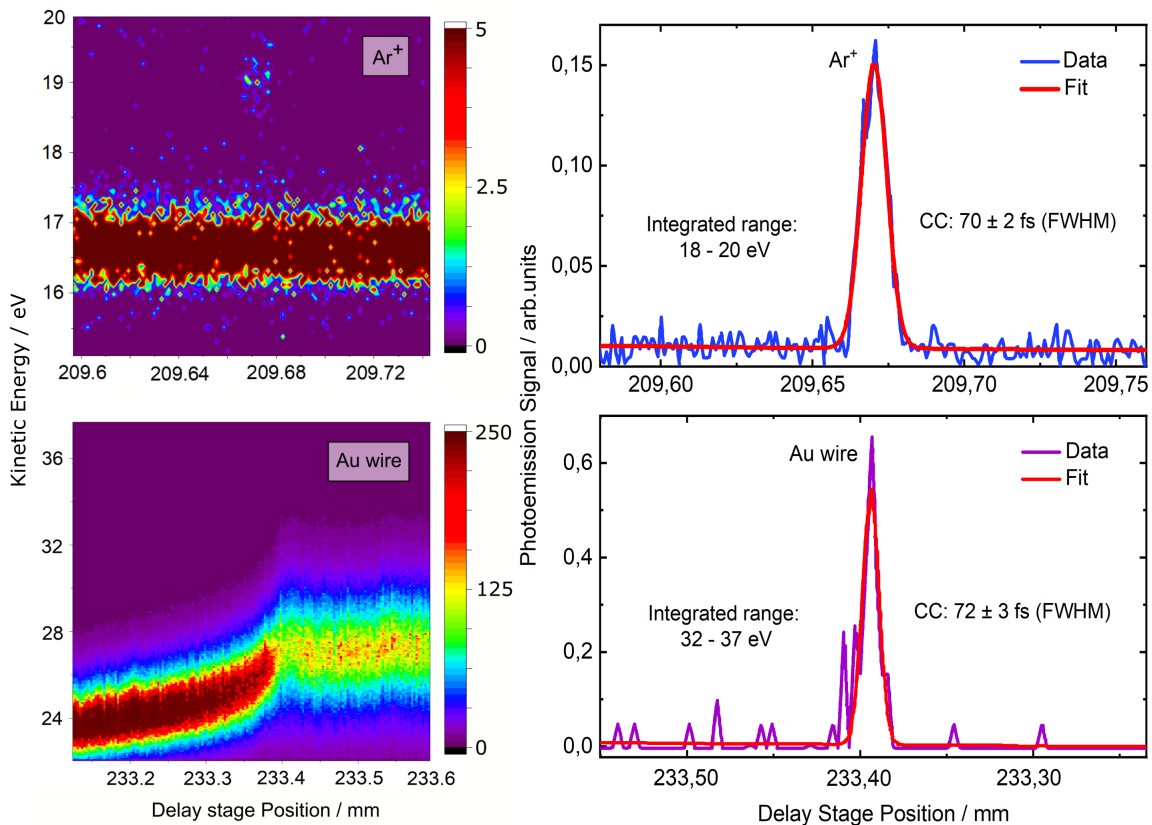 Kinetic Energy / eV
20
19
18
17
16
Ar+
5
2.5
0
209.6
209.64
209.68
209.72
36
32
28
24
Au wire
250
125
0
233.2
233.3
233.4
233.5
233.6
Delay stage Position / mm
Photoemission Signal / arb.units
0,15
0,10
0,05
0,00
Ar+
Data
Fit
Integrated range:
18 - 20 eV
CC: 70 ± 2 fs (FWHM)
209,60
209,65
209,70
209,75
0,6
0,4
0,2
0,0
Au wire
Data
Fit
Integrated range:
32 - 37 eV
CC: 72 ± 3 fs (FWHM)
233,50
233,40
233,30
Delay Stage Position / mm